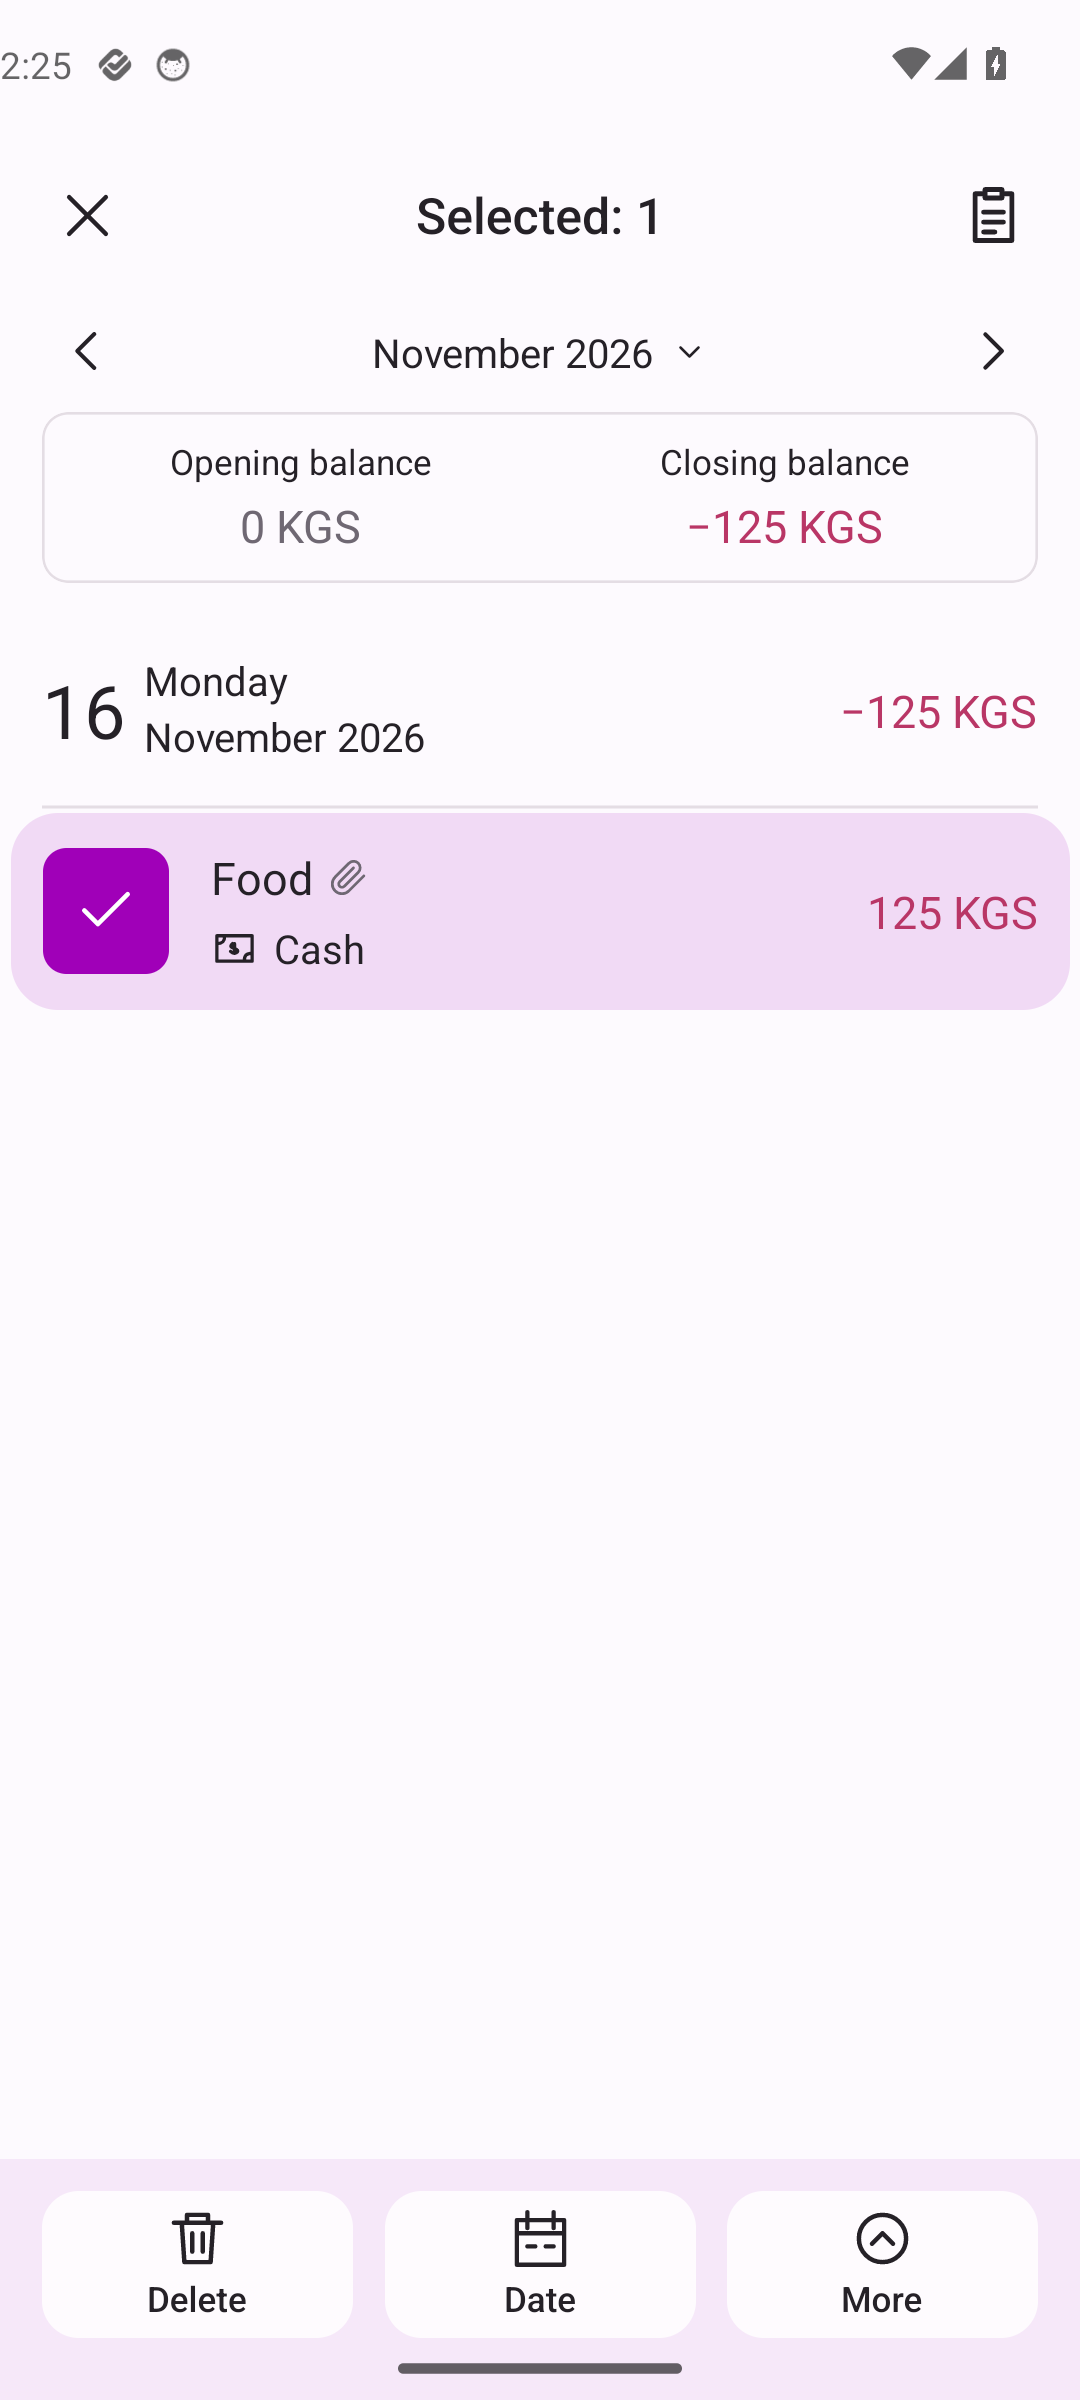 2:25
Selected: 1
November 2026
Opening balance
Closing balance
0 KGS
−125 KGS
16
Monday
November 2026
−125 KGS
Food
125 KGS
Cash
Delete
Date
More